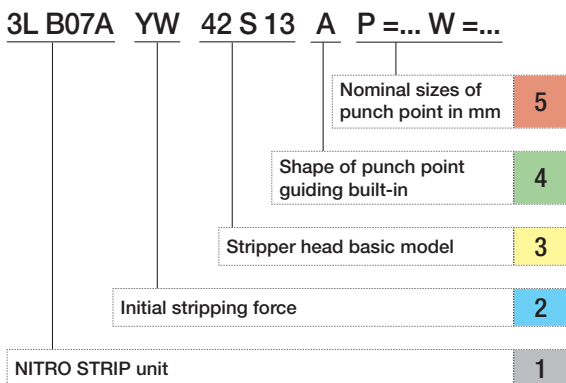 3L B07A YW 42 S 13 A P =... W =...
Nominal sizes of
punch point in mm
5
Shape of punch point
guiding built-in
4
Stripper head basic model
3
Initial stripping force
2
NITRO STRIP unit
1